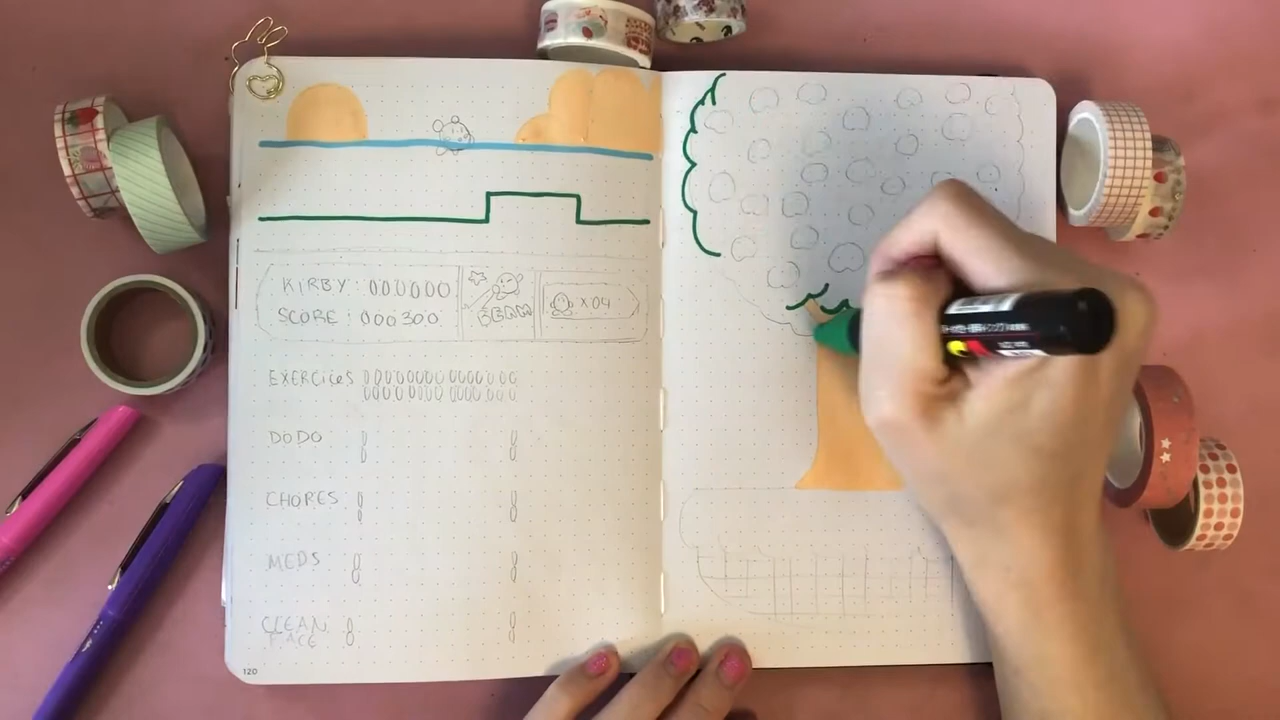 KIRBY : 000000
SCORE : 000300
BEAM
X04
EXERCICES
DODO
CHORES
MEDS
CLEAN
FACE
120